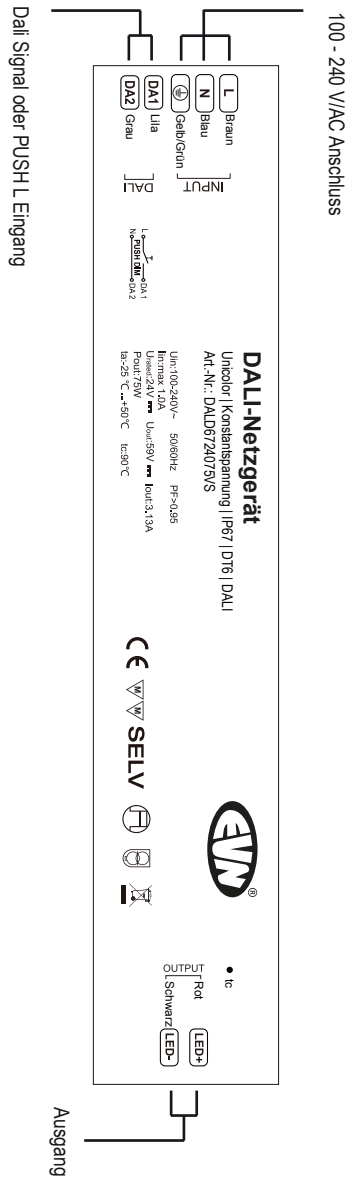 100 - 240 V/AC Anschluss
Dali Signal oder PUSH L Eingang
L Braun
N Blau
Gelb/Grün
INPUT
DA1 Lila
DA2 Grau
DALI
L DA 1
PUSH DIM
N DA 2
DALI-Netzgerät
Unicolor | Konstantspannung | IP67 | DT6 | DALI
Art.-Nr.: DALD6724075VS
Uin:100-240V~ 50/60Hz PF>0.95
Iin:max 1.0A
Urated:24V Uout:59V Iout:3.13A
Pout:75W
ta:-25 °C ...+50°C tc:90°C
CE M M SELV
EVN®
tc
OUTPUT
Rot LED+
Schwarz LED-
Ausgang